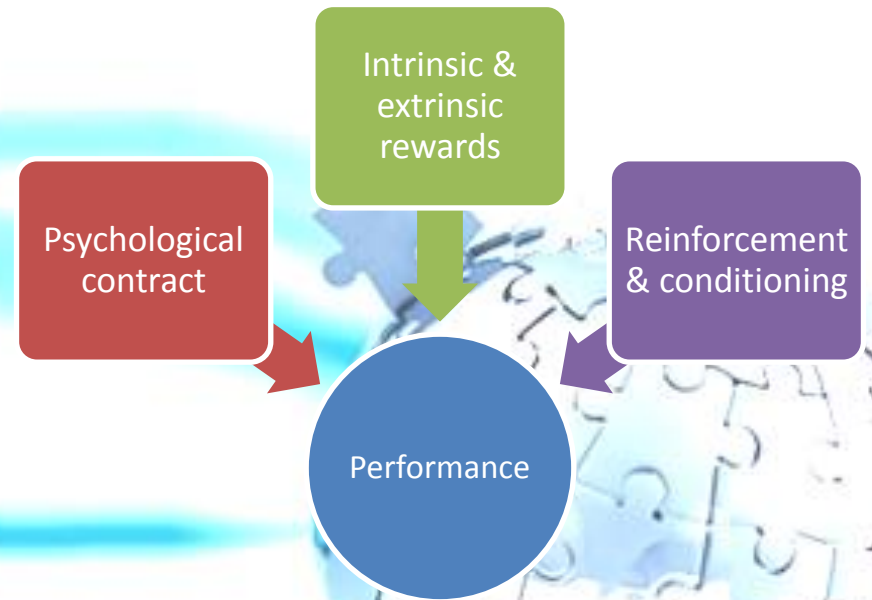 Intrinsic &
extrinsic
rewards
Psychological
contract
Reinforcement
& conditioning
Performance